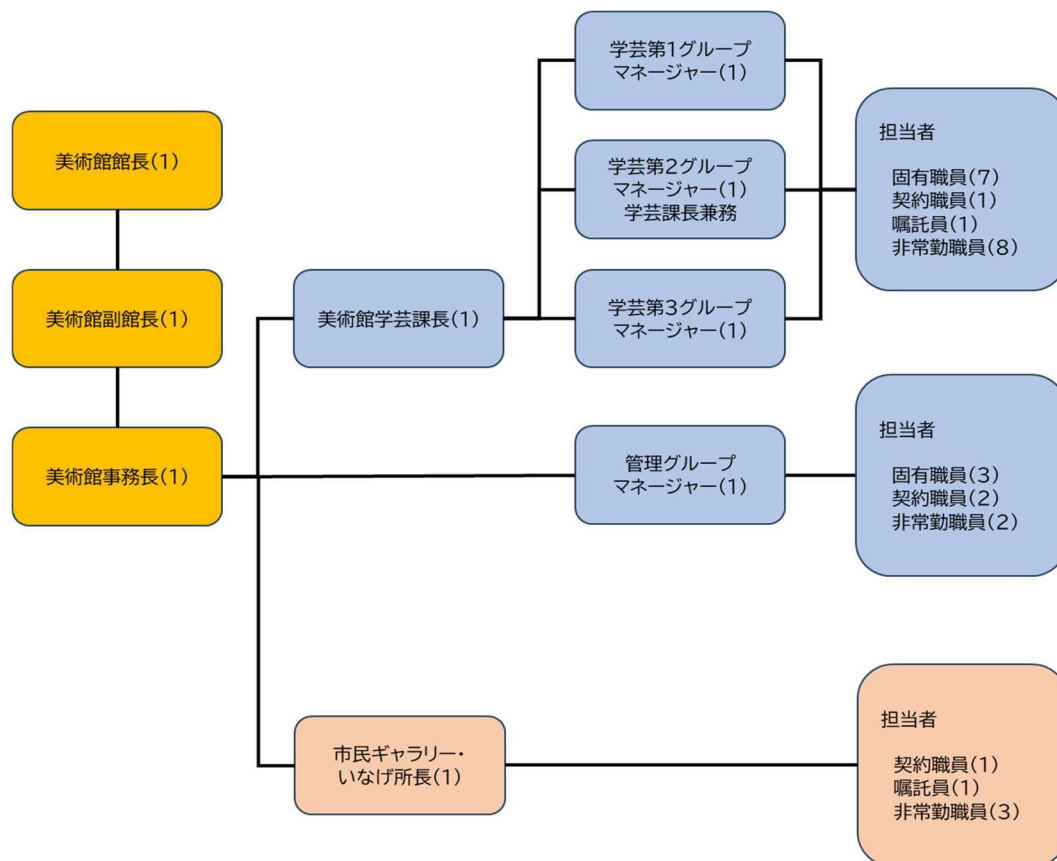 美術館館長(1)
美術館副館長(1)
美術館事務長(1)
美術館学芸課長(1)
学芸第1グループ
マネージャー(1)
学芸第2グループ
マネージャー(1)
学芸課長兼務
学芸第3グループ
マネージャー(1)
担当者
固有職員(7)
契約職員(1)
嘱託員(1)
非常勤職員(8)
管理グループ
マネージャー(1)
担当者
固有職員(3)
契約職員(2)
非常勤職員(2)
市民ギャラリー・
いなげ所長(1)
担当者
契約職員(1)
嘱託員(1)
非常勤職員(3)